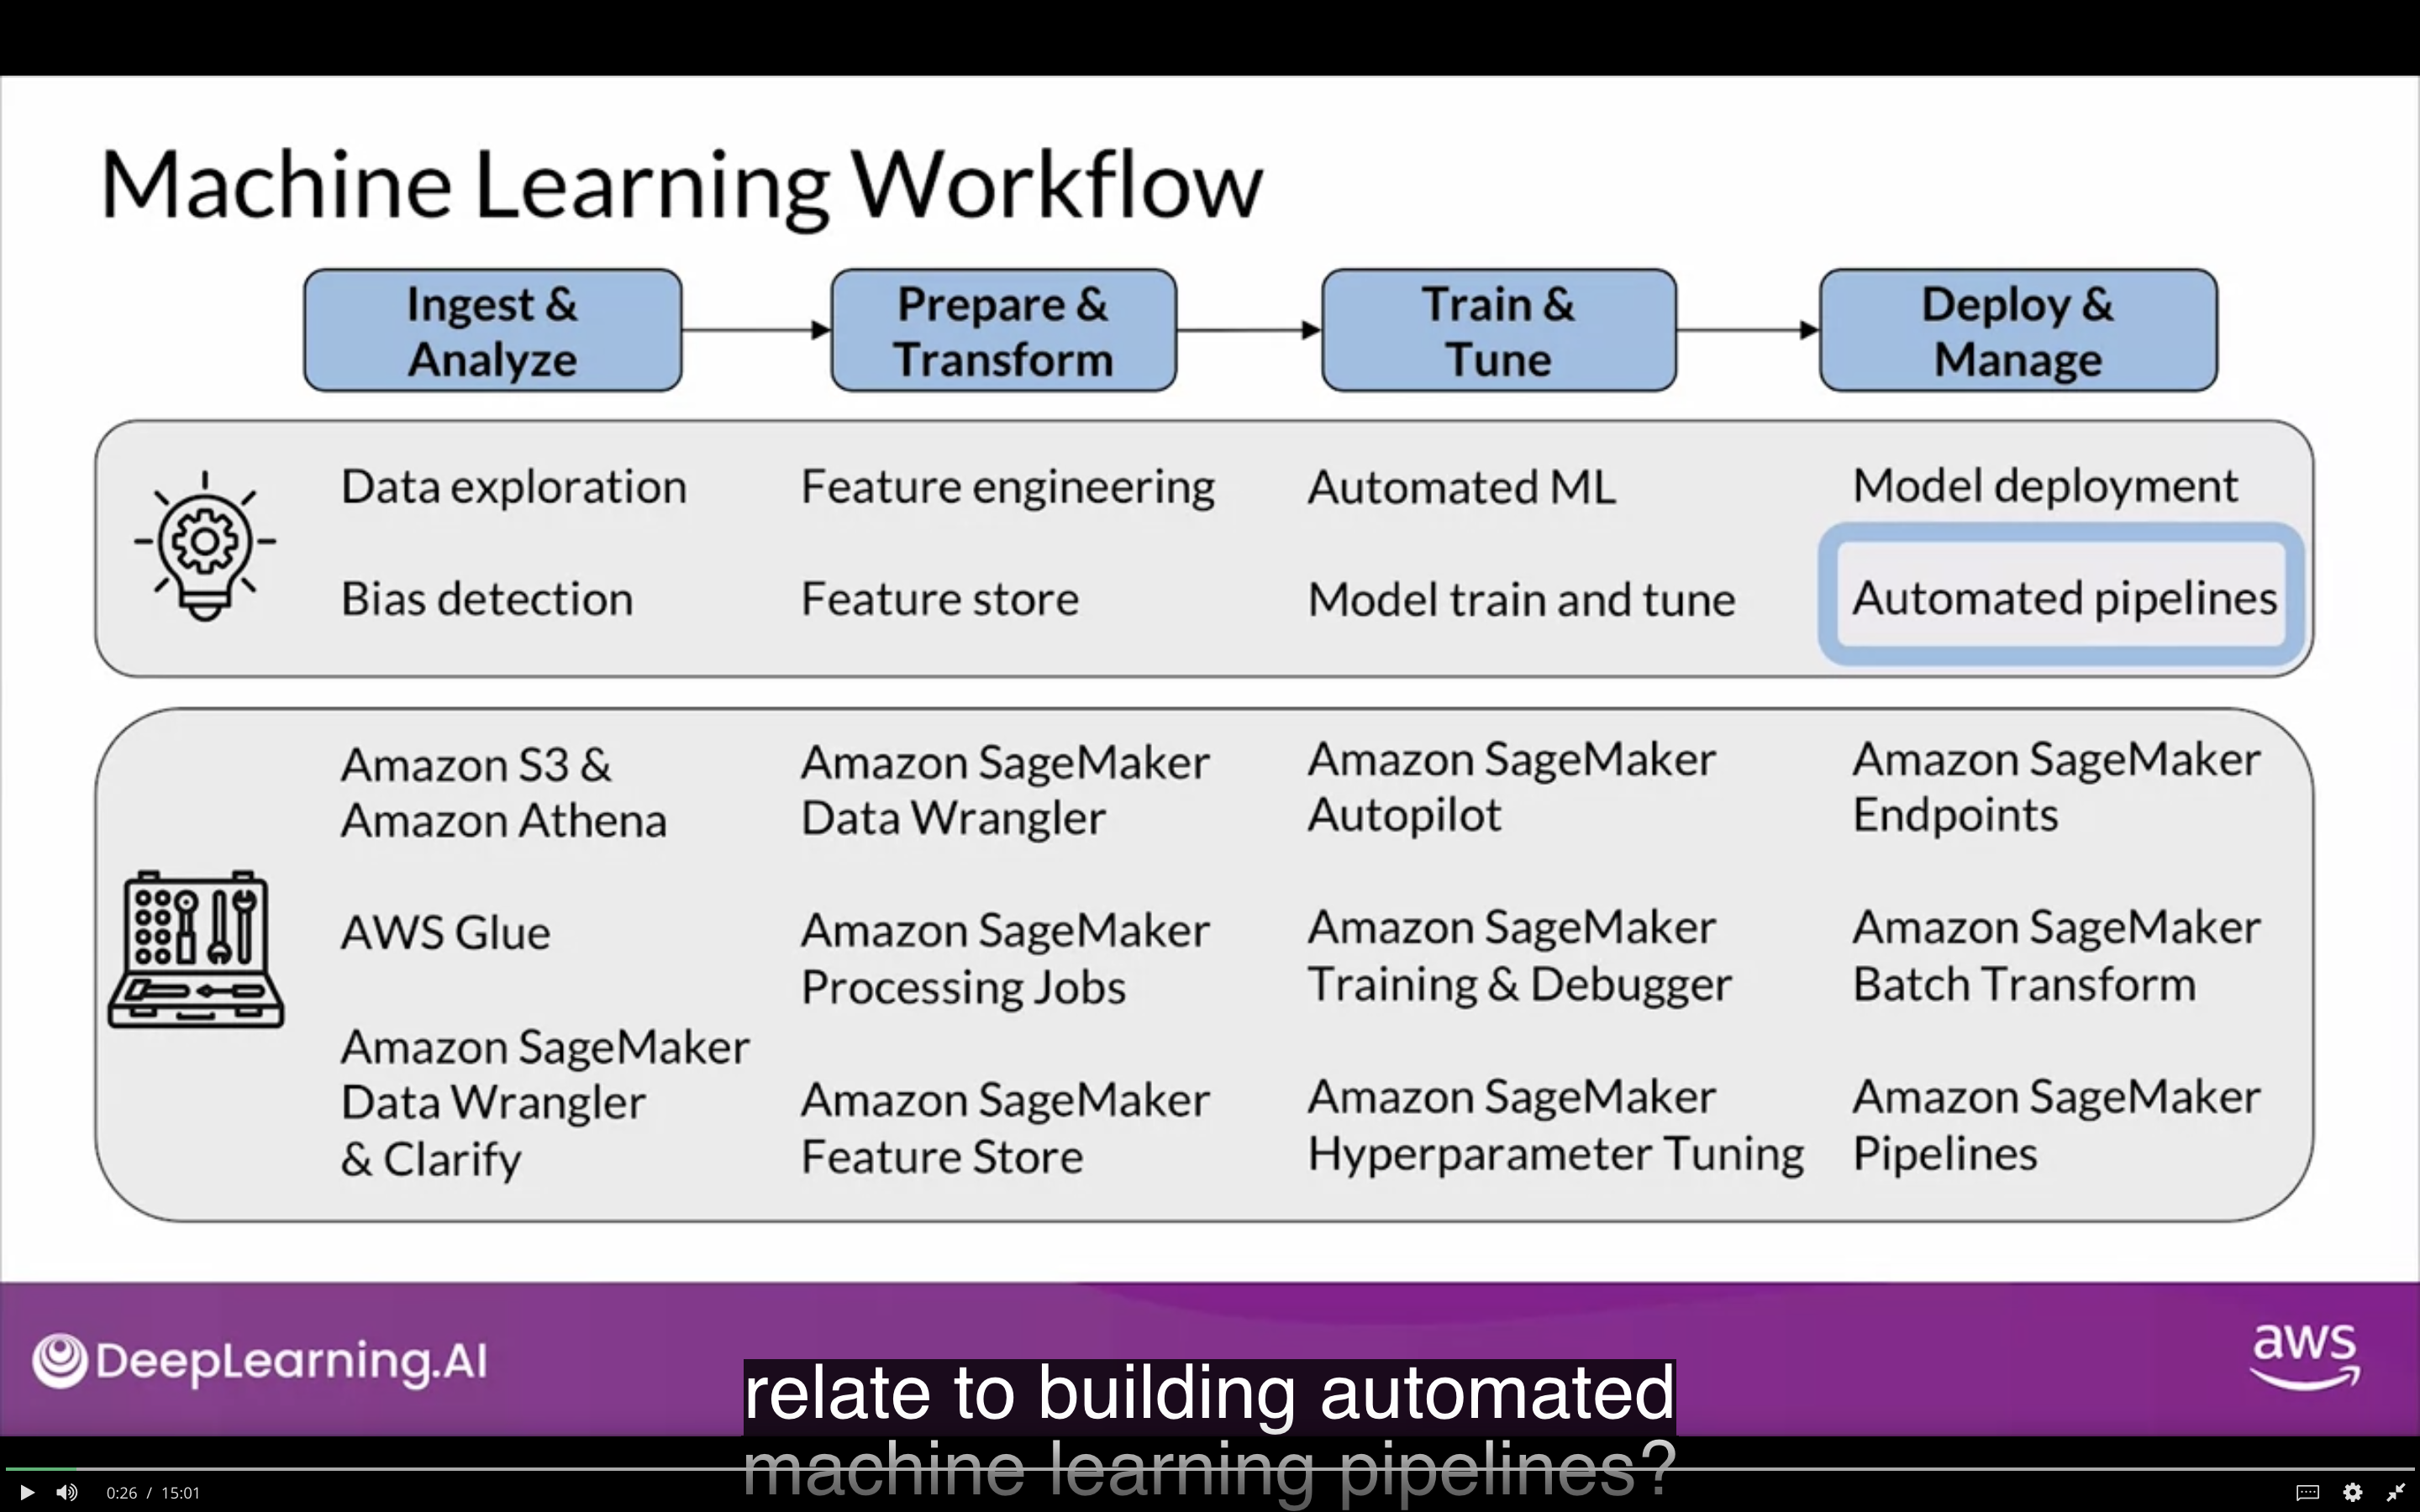 Machine Learning Workflow
Ingest &
Analyze
Prepare &
Transform
Train &
Tune
Deploy &
Manage
Data exploration
Feature engineering
Automated ML
Model deployment
Bias detection
Feature store
Model train and tune
Automated pipelines
Amazon S3 &
Amazon Athena
AWS Glue
Amazon SageMaker
Data Wrangler
& Clarify
Amazon SageMaker
Data Wrangler
Amazon SageMaker
Processing Jobs
Amazon SageMaker
Feature Store
Amazon SageMaker
Autopilot
Amazon SageMaker
Training & Debugger
Amazon SageMaker
Hyperparameter Tuning
Amazon SageMaker
Endpoints
Amazon SageMaker
Batch Transform
Amazon SageMaker
Pipelines
DeepLearning.AI
aws
relate to building automated
machine learning pipelines?
0:26 / 15:01